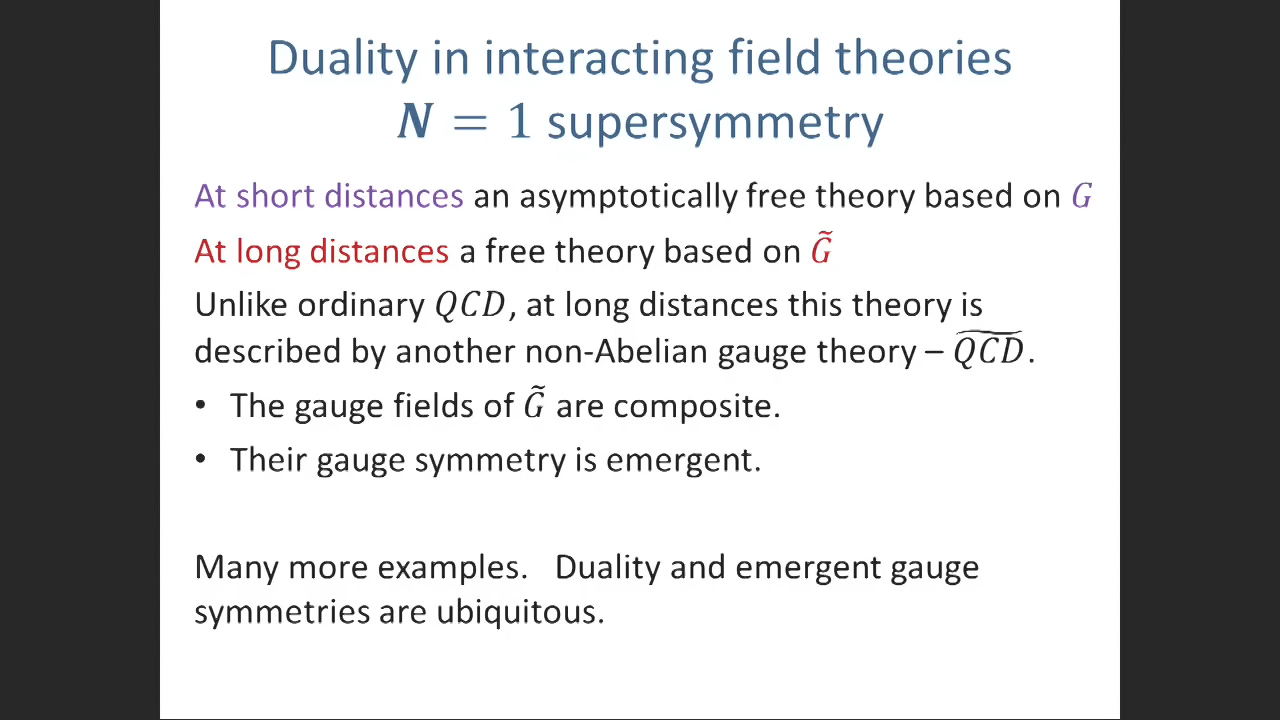 Duality in interacting field theories
N = 1 supersymmetry
At short distances an asymptotically free theory based on G
At long distances a free theory based on G̃
Unlike ordinary QCD, at long distances this theory is
described by another non-Abelian gauge theory – \widetilde{QCD}.
• The gauge fields of G̃ are composite.
• Their gauge symmetry is emergent.
Many more examples. Duality and emergent gauge
symmetries are ubiquitous.